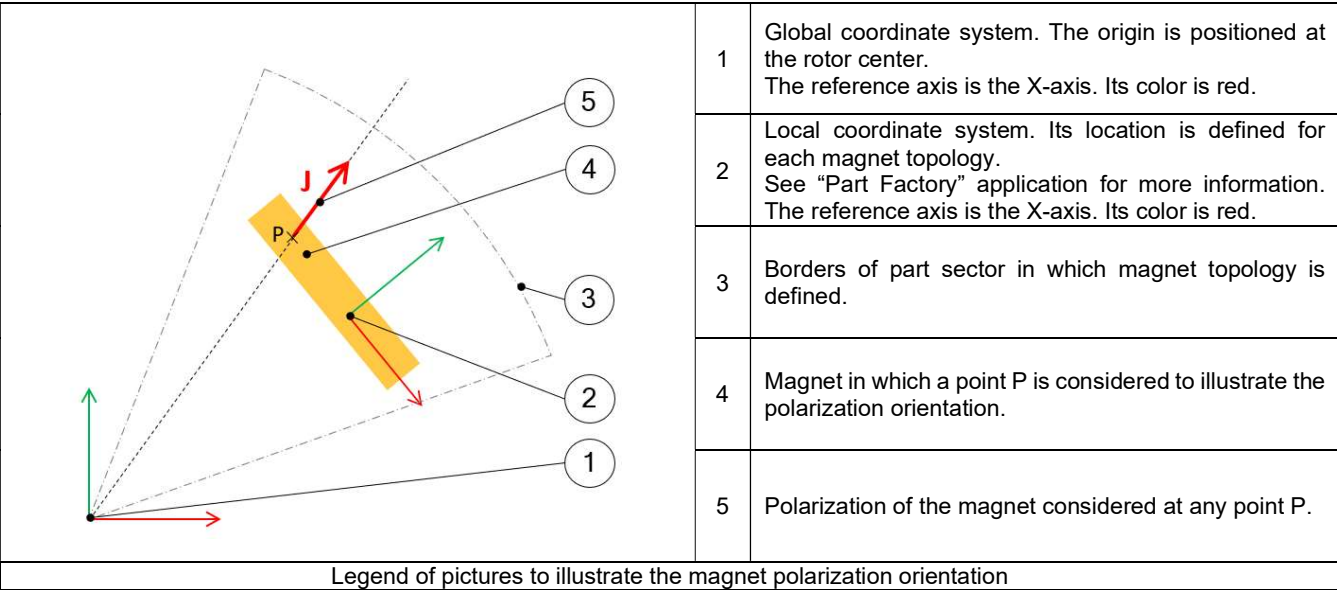 J
P
5
4
3
2
1
1
Global coordinate system. The origin is positioned at
the rotor center.
The reference axis is the X-axis. Its color is red.
2
Local coordinate system. Its location is defined for
each magnet topology.
See “Part Factory” application for more information.
The reference axis is the X-axis. Its color is red.
3
Borders of part sector in which magnet topology is
defined.
4
Magnet in which a point P is considered to illustrate the
polarization orientation.
5
Polarization of the magnet considered at any point P.
Legend of pictures to illustrate the magnet polarization orientation